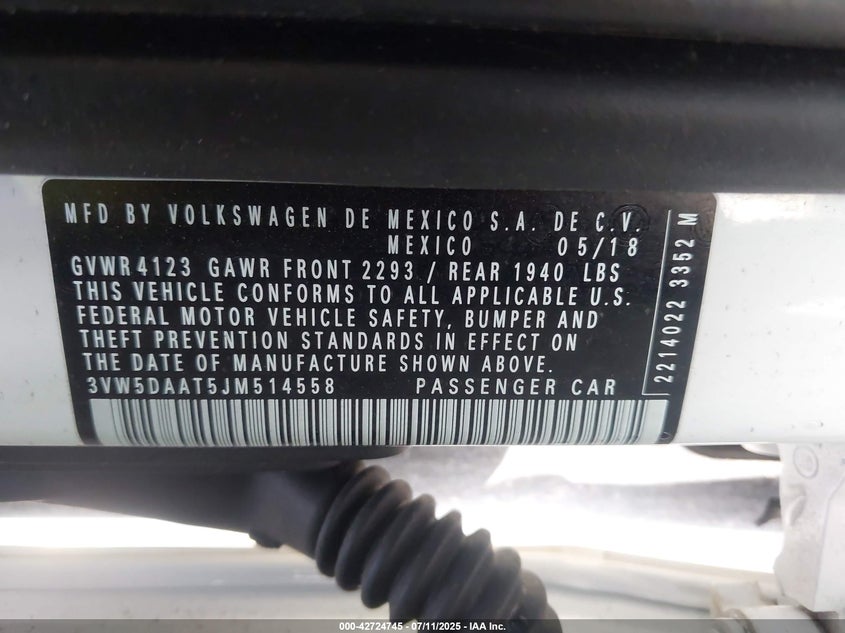 MFD BY VOLKSWAGEN DE MEXICO S.A. DE C.V.
MEXICO 05/18
GVWR 4123 GAWR FRONT 2293 / REAR 1940 LBS
THIS VEHICLE CONFORMS TO ALL APPLICABLE U.S.
FEDERAL MOTOR VEHICLE SAFETY, BUMPER AND
THEFT PREVENTION STANDARDS IN EFFECT ON
THE DATE OF MANUFACTURE SHOWN ABOVE.
3VW5DAAT5JM514558 PASSENGER CAR
2214022 3352 M
000-42724745 - 07/11/2025 - IAA Inc.